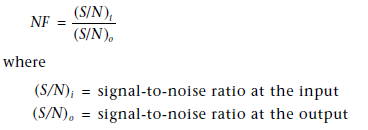 NF = (S/N)i / (S/N)o
where
(S/N)i = signal-to-noise ratio at the input
(S/N)o = signal-to-noise ratio at the output